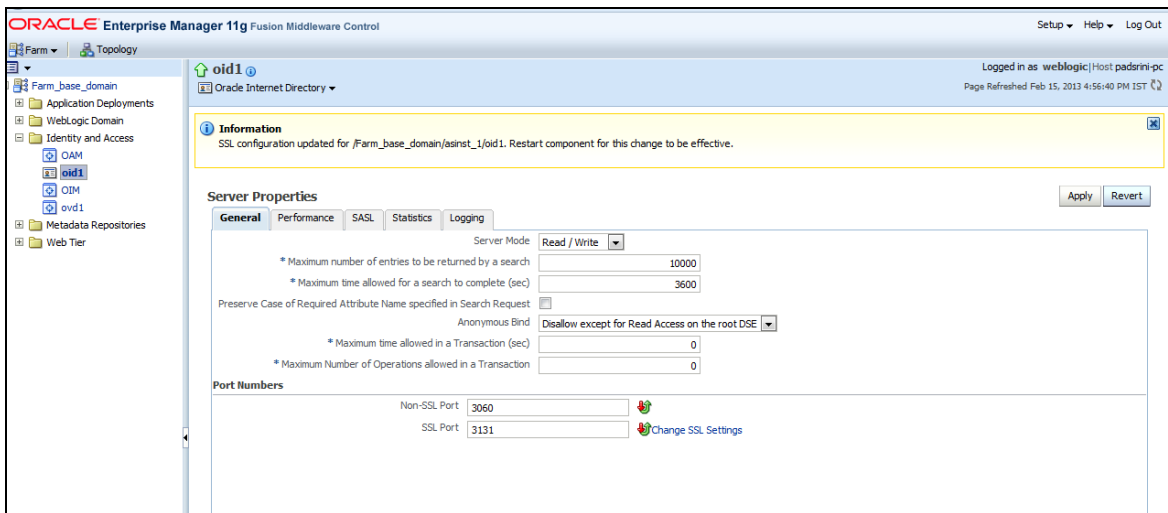 ORACLE Enterprise Manager 11g Fusion Middleware Control
Setup Help Log Out
Farm Topology
oid1
Logged in as weblogic|Host padsrini-pc
Oracle Internet Directory
Page Refreshed Feb 15, 2013 4:56:40 PM IST
Farm_base_domain
Application Deployments
WebLogic Domain
Identity and Access
OAM
oid1
OIM
ovd1
Metadata Repositories
Web Tier
Information
SSL configuration updated for /Farm_base_domain/asinst_1/oid1. Restart component for this change to be effective.
Server Properties
Apply Revert
General Performance SASL Statistics Logging
Server Mode Read / Write
* Maximum number of entries to be returned by a search 10000
* Maximum time allowed for a search to complete (sec) 3600
Preserve Case of Required Attribute Name specified in Search Request
Anonymous Bind Disallow except for Read Access on the root DSE
* Maximum time allowed in a Transaction (sec) 0
* Maximum Number of Operations allowed in a Transaction 0
Port Numbers
Non-SSL Port 3060
SSL Port 3131 Change SSL Settings